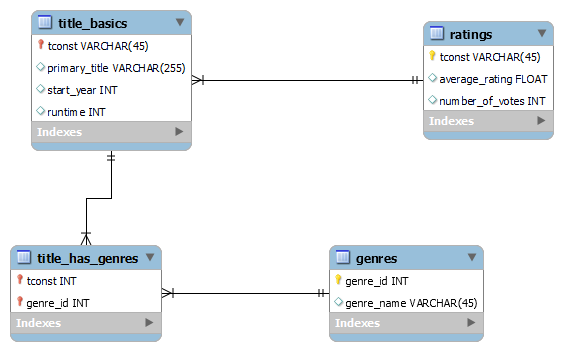 title_basics
tconst VARCHAR(45)
primary_title VARCHAR(255)
start_year INT
runtime INT
Indexes
ratings
tconst VARCHAR(45)
average_rating FLOAT
number_of_votes INT
Indexes
title_has_genres
tconst INT
genre_id INT
Indexes
genres
genre_id INT
genre_name VARCHAR(45)
Indexes